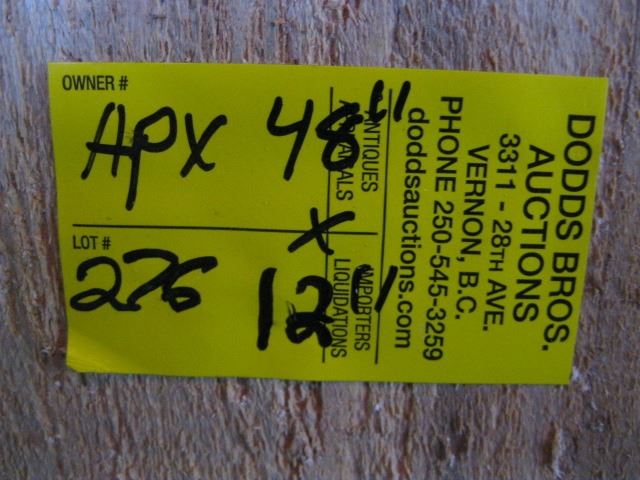 OWNER #
APX 48"
X
LOT #
276 12"
DODDS BROS.
AUCTIONS
3311 - 28TH AVE.
VERNON, B.C.
PHONE 250-545-3259
doddsauctions.com
ANTIQUES IMPORTERS
APPRAISALS LIQUIDATIONS